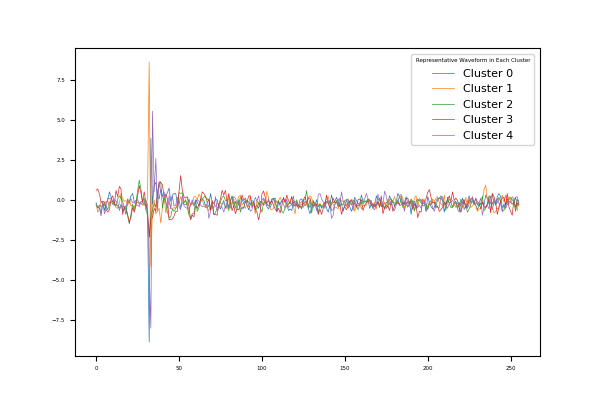 Representative Waveform in Each Cluster
Cluster 0
Cluster 1
Cluster 2
Cluster 3
Cluster 4
7.5
5.0
2.5
0.0
−2.5
−5.0
−7.5
0 50 100 150 200 250